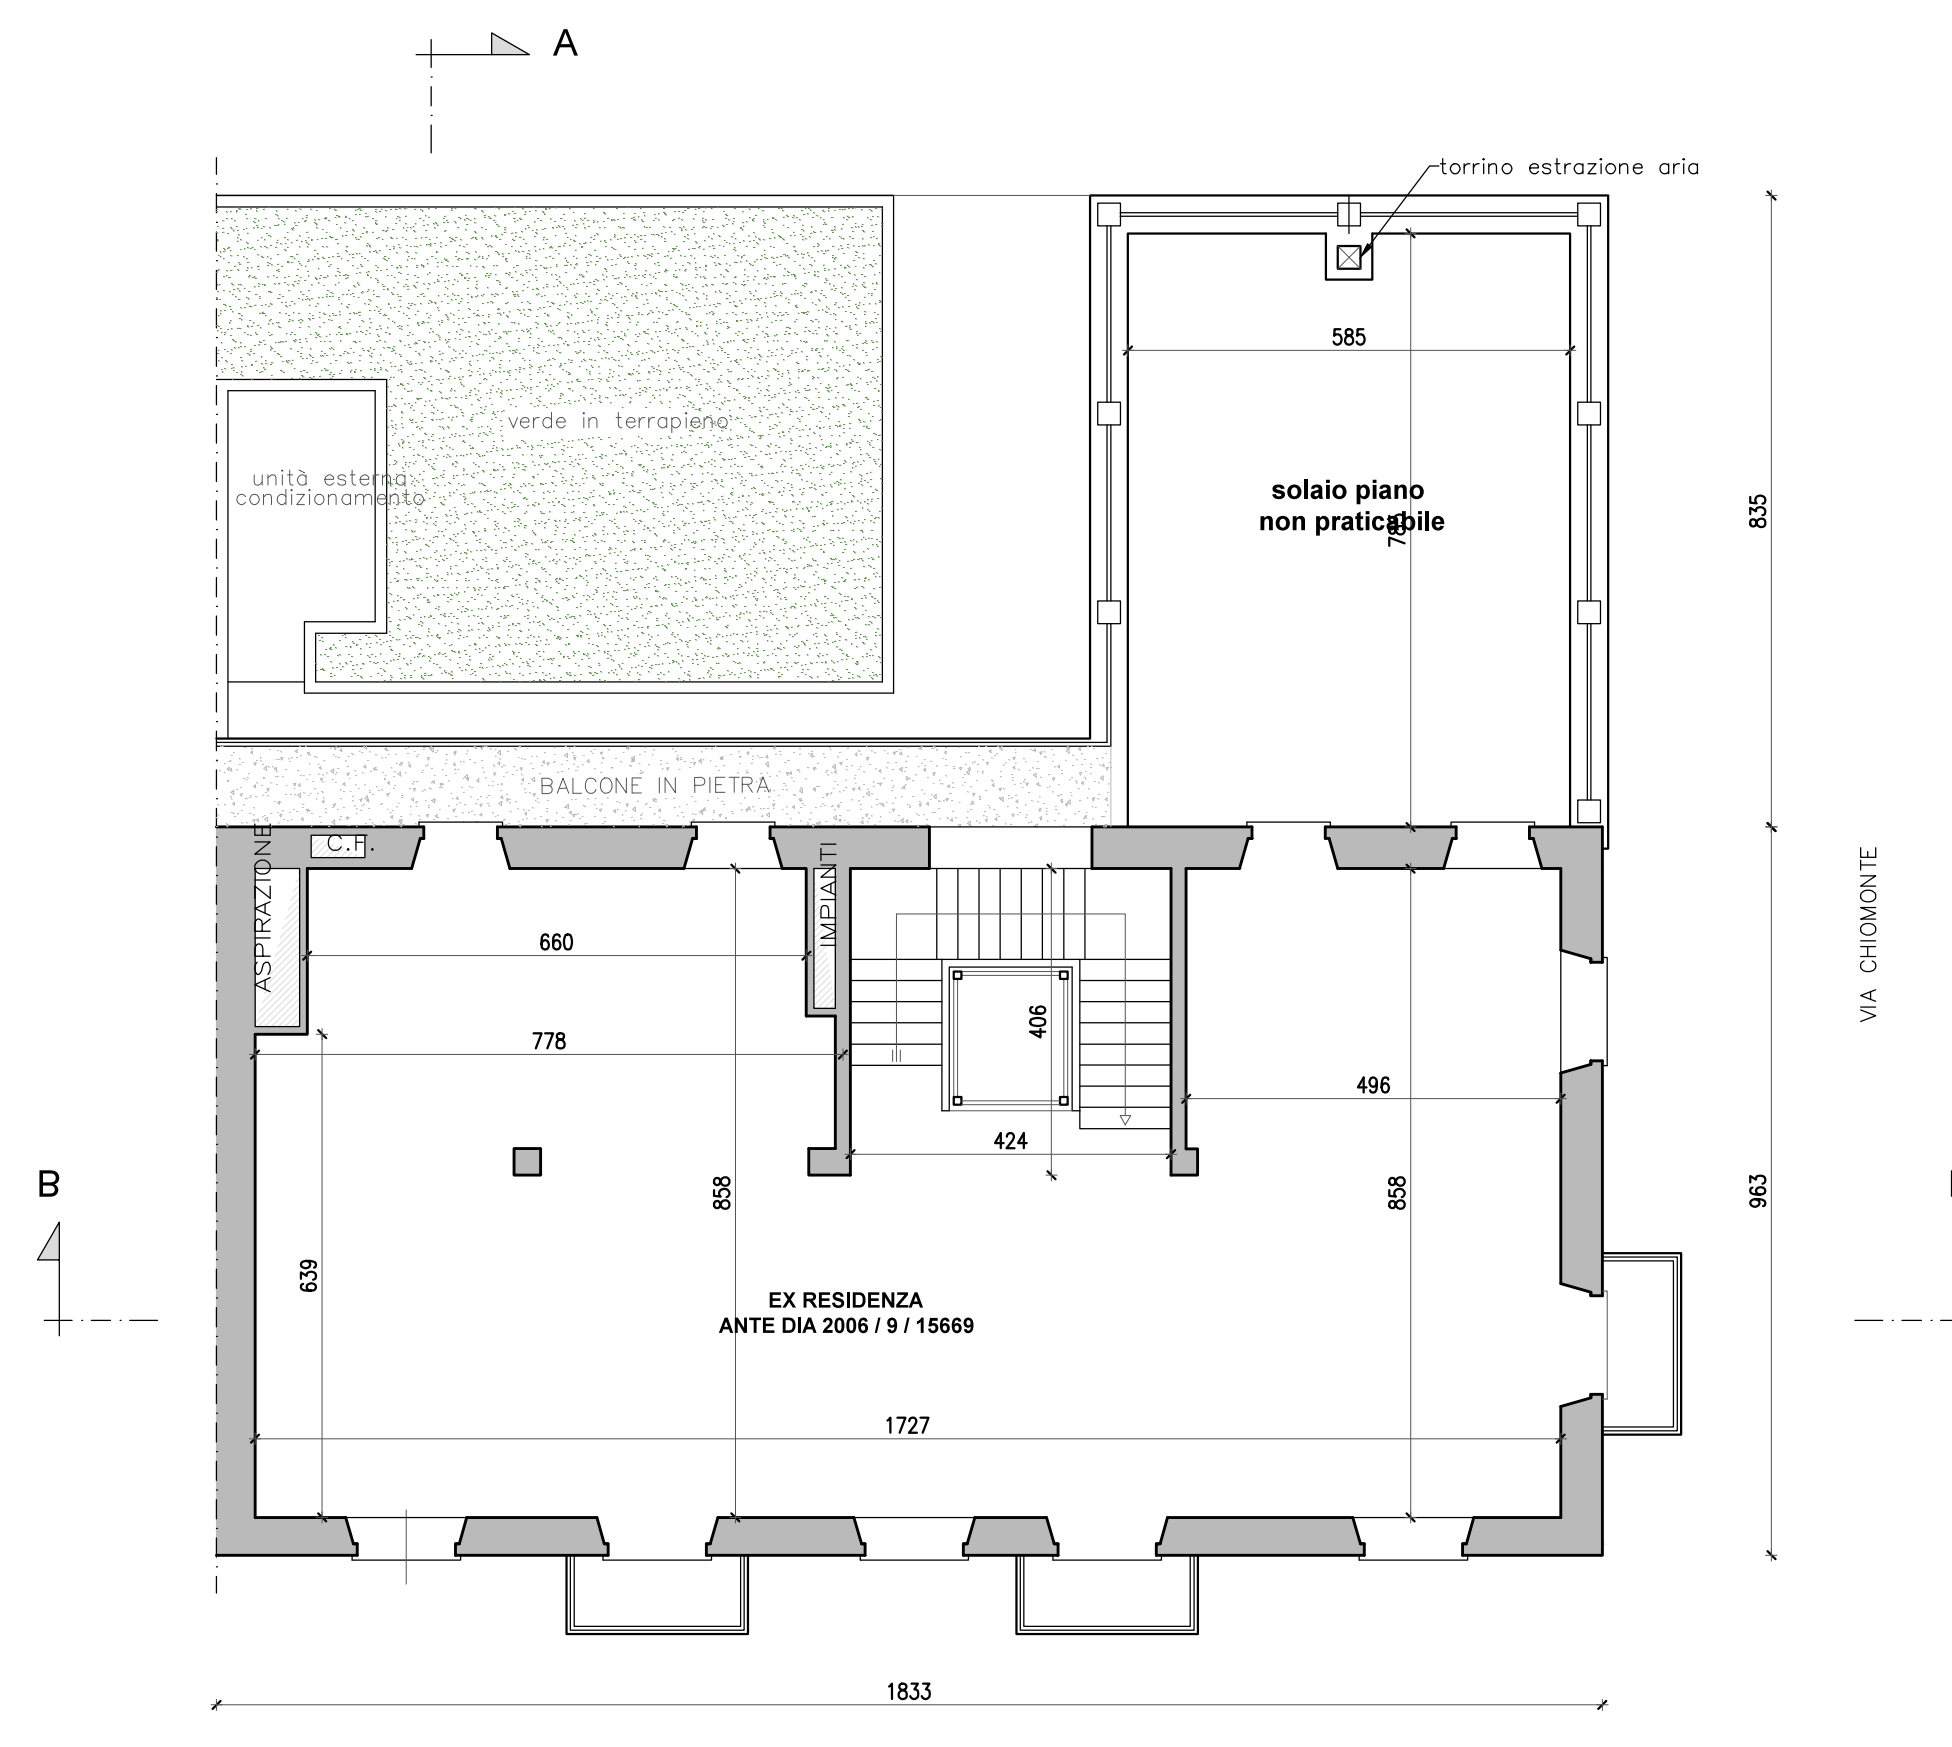 A
torrino estrazione aria
585
verde in terrapieno
unità esterna
condizionamento
solaio piano
non praticabile
835
BALCONE IN PIETRA
C.F.
ASPIRAZIONE
IMPIANTI
VIA CHIOMONTE
660
406
778
496
424
B
858
858
963
639
EX RESIDENZA
ANTE DIA 2006 / 9 / 15669
1727
1833